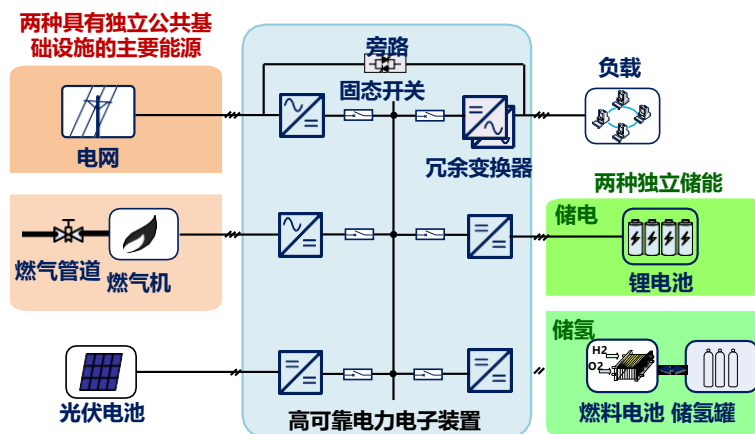 两种具有独立公共基
础设施的主要能源
旁路
固态开关
负载
电网
冗余变换器
两种独立储能
储电
燃气管道
燃气机
锂电池
储氢
H2
O2
光伏电池
高可靠电力电子装置
燃料电池
储氢罐